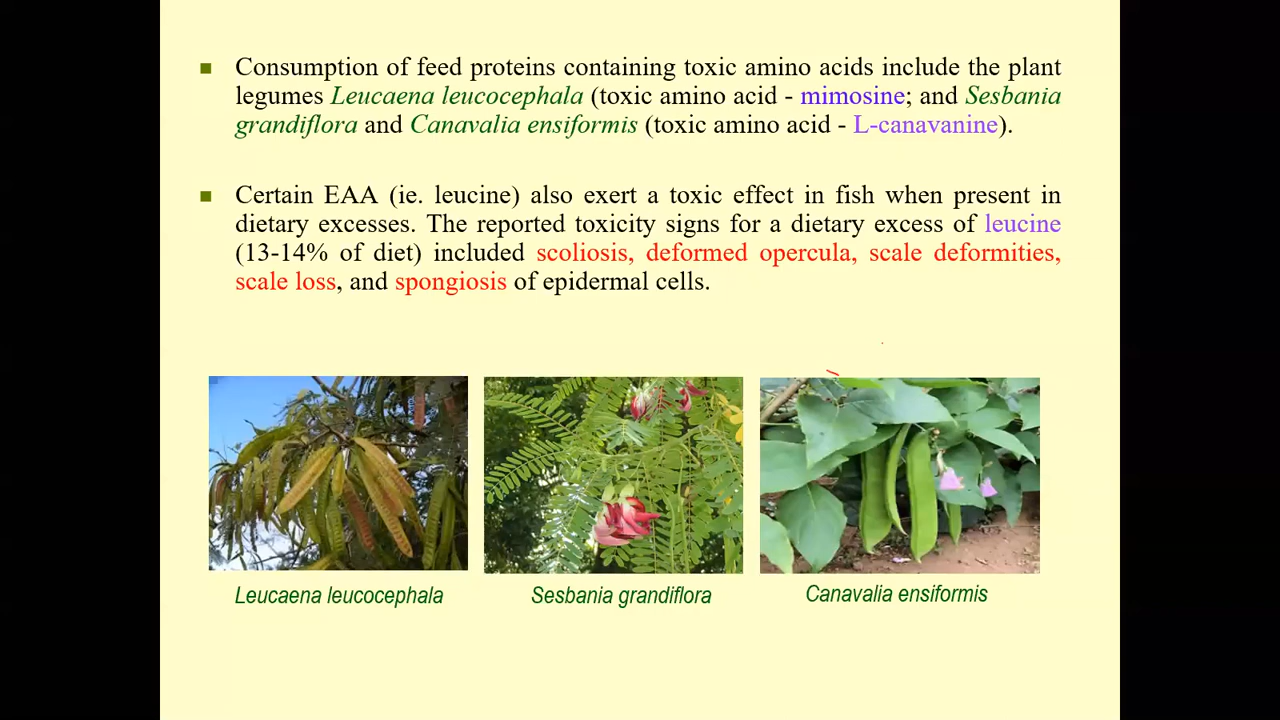 Consumption of feed proteins containing toxic amino acids include the plant
legumes Leucaena leucocephala (toxic amino acid - mimosine; and Sesbania
grandiflora and Canavalia ensiformis (toxic amino acid - L-canavanine).
Certain EAA (ie. leucine) also exert a toxic effect in fish when present in
dietary excesses. The reported toxicity signs for a dietary excess of leucine
(13-14% of diet) included scoliosis, deformed opercula, scale deformities,
scale loss, and spongiosis of epidermal cells.
Leucaena leucocephala
Sesbania grandiflora
Canavalia ensiformis